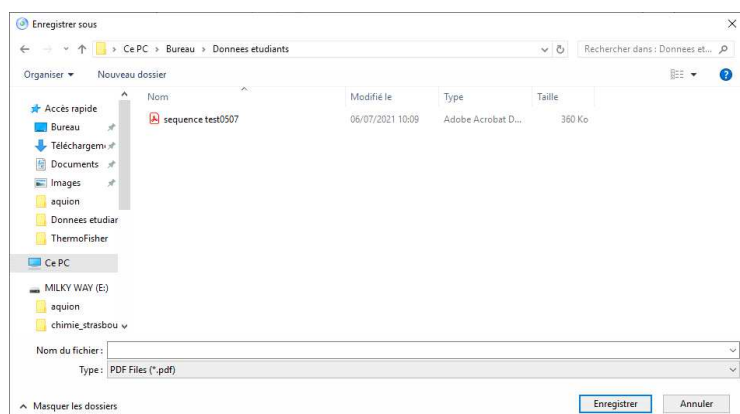 Enregistrer sous
Ce PC > Bureau > Donnees etudiants
Rechercher dans : Donnees et...
Organiser Nouveau dossier
Nom Modifié le Type Taille
Accès rapide
sequence test0507 06/07/2021 10:09 Adobe Acrobat D... 360 Ko
Bureau
Téléchargem
Documents
Images
aquion
Donnees etudiar
ThermoFisher
Ce PC
MILKY WAY (E:)
aquion
chimie_strasbou
Nom du fichier :
Type : PDF Files (*.pdf)
Masquer les dossiers
Enregistrer Annuler